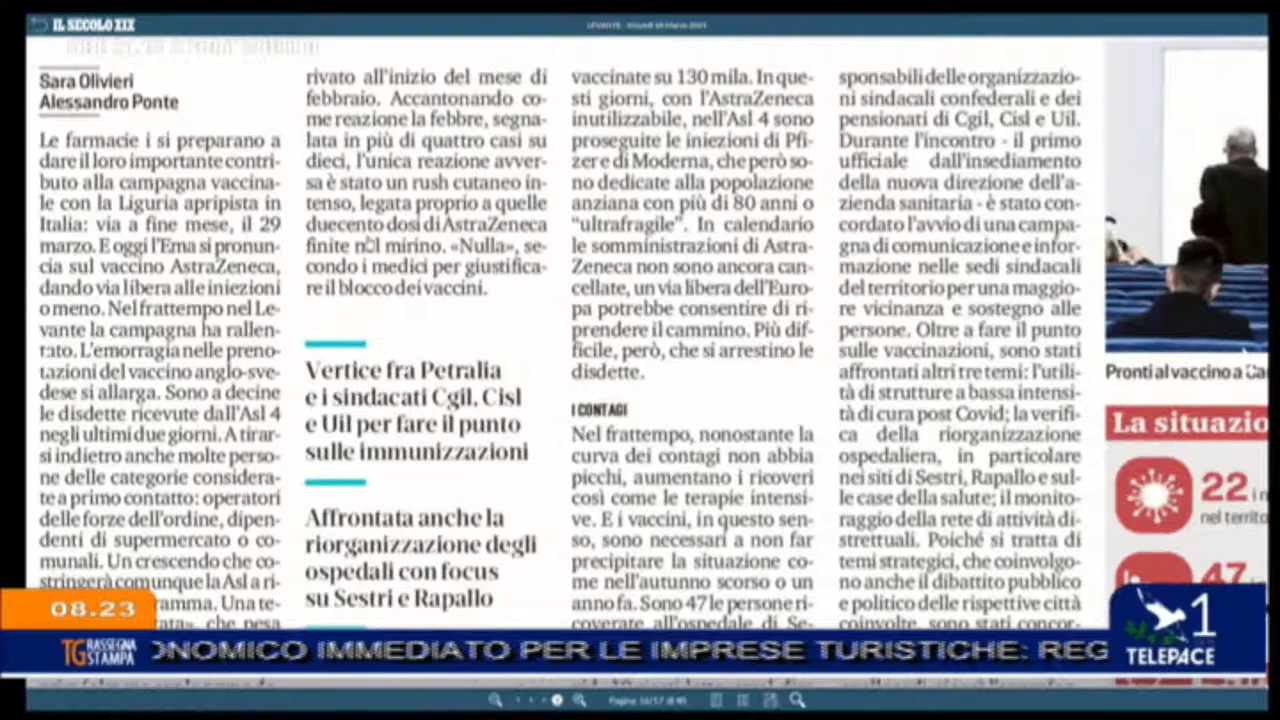 IL SECOLO XIX
Sara Olivieri
Alessandro Ponte
Le farmacie i si preparano a
dare il loro importante contri-
buto alla campagna vaccina-
le con la Liguria apripista in
Italia: via a fine mese, il 29
marzo. E oggi l'Ema si pronun-
cia sul vaccino AstraZeneca,
dando via libera alle iniezioni
o meno. Nel frattempo nel Le-
vante la campagna ha rallen-
tato. L'emorragia nelle preno-
tazioni del vaccino anglo-sve-
dese si allarga. Sono a decine
le disdette ricevute dall'Asl 4
negli ultimi due giorni. A tirar-
si indietro anche molte perso-
ne delle categorie considera-
te a primo contatto: operatori
delle forze dell'ordine, dipen-
denti di supermercato o co-
munali. Un crescendo che co-
stringerà comunque la Asl a ri-
ramma. Una te-
rata», che pesa
rivato all'inizio del mese di
febbraio. Accantonando co-
me reazione la febbre, segna-
lata in più di quattro casi su
dieci, l'unica reazione avver-
sa è stato un rush cutaneo in-
tenso, legata proprio a quelle
duecento dosi di AstraZeneca
finite nel mirino. «Nulla», se-
condo i medici per giustifica-
re il blocco dei vaccini.
Vertice fra Petralia
e i sindacati Cgil, Cisl
e Uil per fare il punto
sulle immunizzazioni
Affrontata anche la
riorganizzazione degli
ospedali con focus
su Sestri e Rapallo
vaccinate su 130 mila. In que-
sti giorni, con l'AstraZeneca
inutilizzabile, nell'Asl 4 sono
proseguite le iniezioni di Pfi-
zer e di Moderna, che però so-
no dedicate alla popolazione
anziana con più di 80 anni o
"ultrafragile". In calendario
le somministrazioni di Astra-
Zeneca non sono ancora can-
cellate, un via libera dell'Euro-
pa potrebbe consentire di ri-
prendere il cammino. Più dif-
ficile, però, che si arrestino le
disdette.
I CONTAGI
Nel frattempo, nonostante la
curva dei contagi non abbia
picchi, aumentano i ricoveri
così come le terapie intensi-
ve. E i vaccini, in questo sen-
so, sono necessari a non far
precipitare la situazione co-
me nell'autunno scorso o un
anno fa. Sono 47 le persone ri-
coverate all'ospedale di Se-
sponsabili delle organizzazio-
ni sindacali confederali e dei
pensionati di Cgil, Cisl e Uil.
Durante l'incontro - il primo
ufficiale dall'insediamento
della nuova direzione dell'a-
zienda sanitaria - è stato con-
cordato l'avvio di una campa-
gna di comunicazione e infor-
mazione nelle sedi sindacali
del territorio per una maggio-
re vicinanza e sostegno alle
persone. Oltre a fare il punto
sulle vaccinazioni, sono stati
affrontati altri tre temi: l'utili-
tà di strutture a bassa intensi-
tà di cura post Covid; la verifi-
ca della riorganizzazione
ospedaliera, in particolare
nei siti di Sestri, Rapallo e sul-
le case della salute; il monito-
raggio della rete di attività di-
strettuali. Poiché si tratta di
temi strategici, che coinvolgo-
no anche il dibattito pubblico
e politico delle rispettive città
coinvolte, sono stati concor-
Pronti al vaccino a
La situazio
22
nel territo
47
08.23
TG RASSEGNA
STAMPA
ONOMICO IMMEDIATO PER LE IMPRESE TURISTICHE: REG
1
TELEPACE